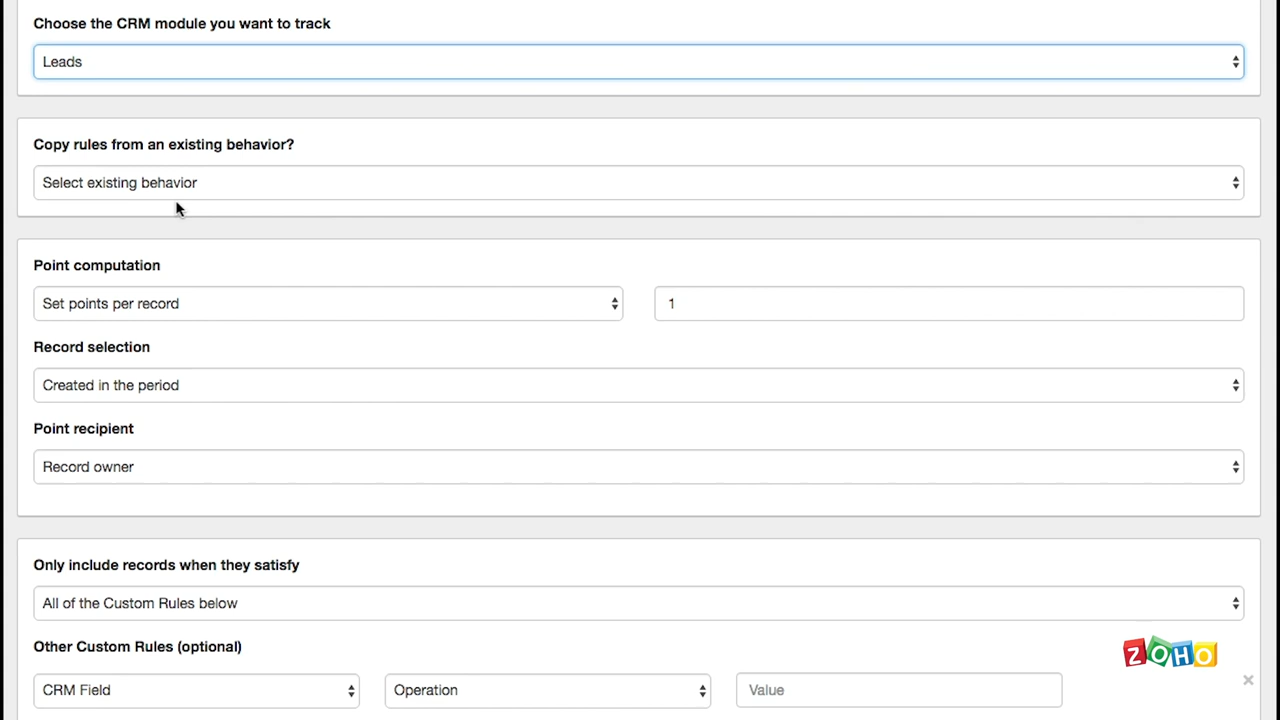 Choose the CRM module you want to track
Leads
Copy rules from an existing behavior?
Select existing behavior
Point computation
Set points per record
1
Record selection
Created in the period
Point recipient
Record owner
Only include records when they satisfy
All of the Custom Rules below
Other Custom Rules (optional)
ZOHO
CRM Field
Operation
Value